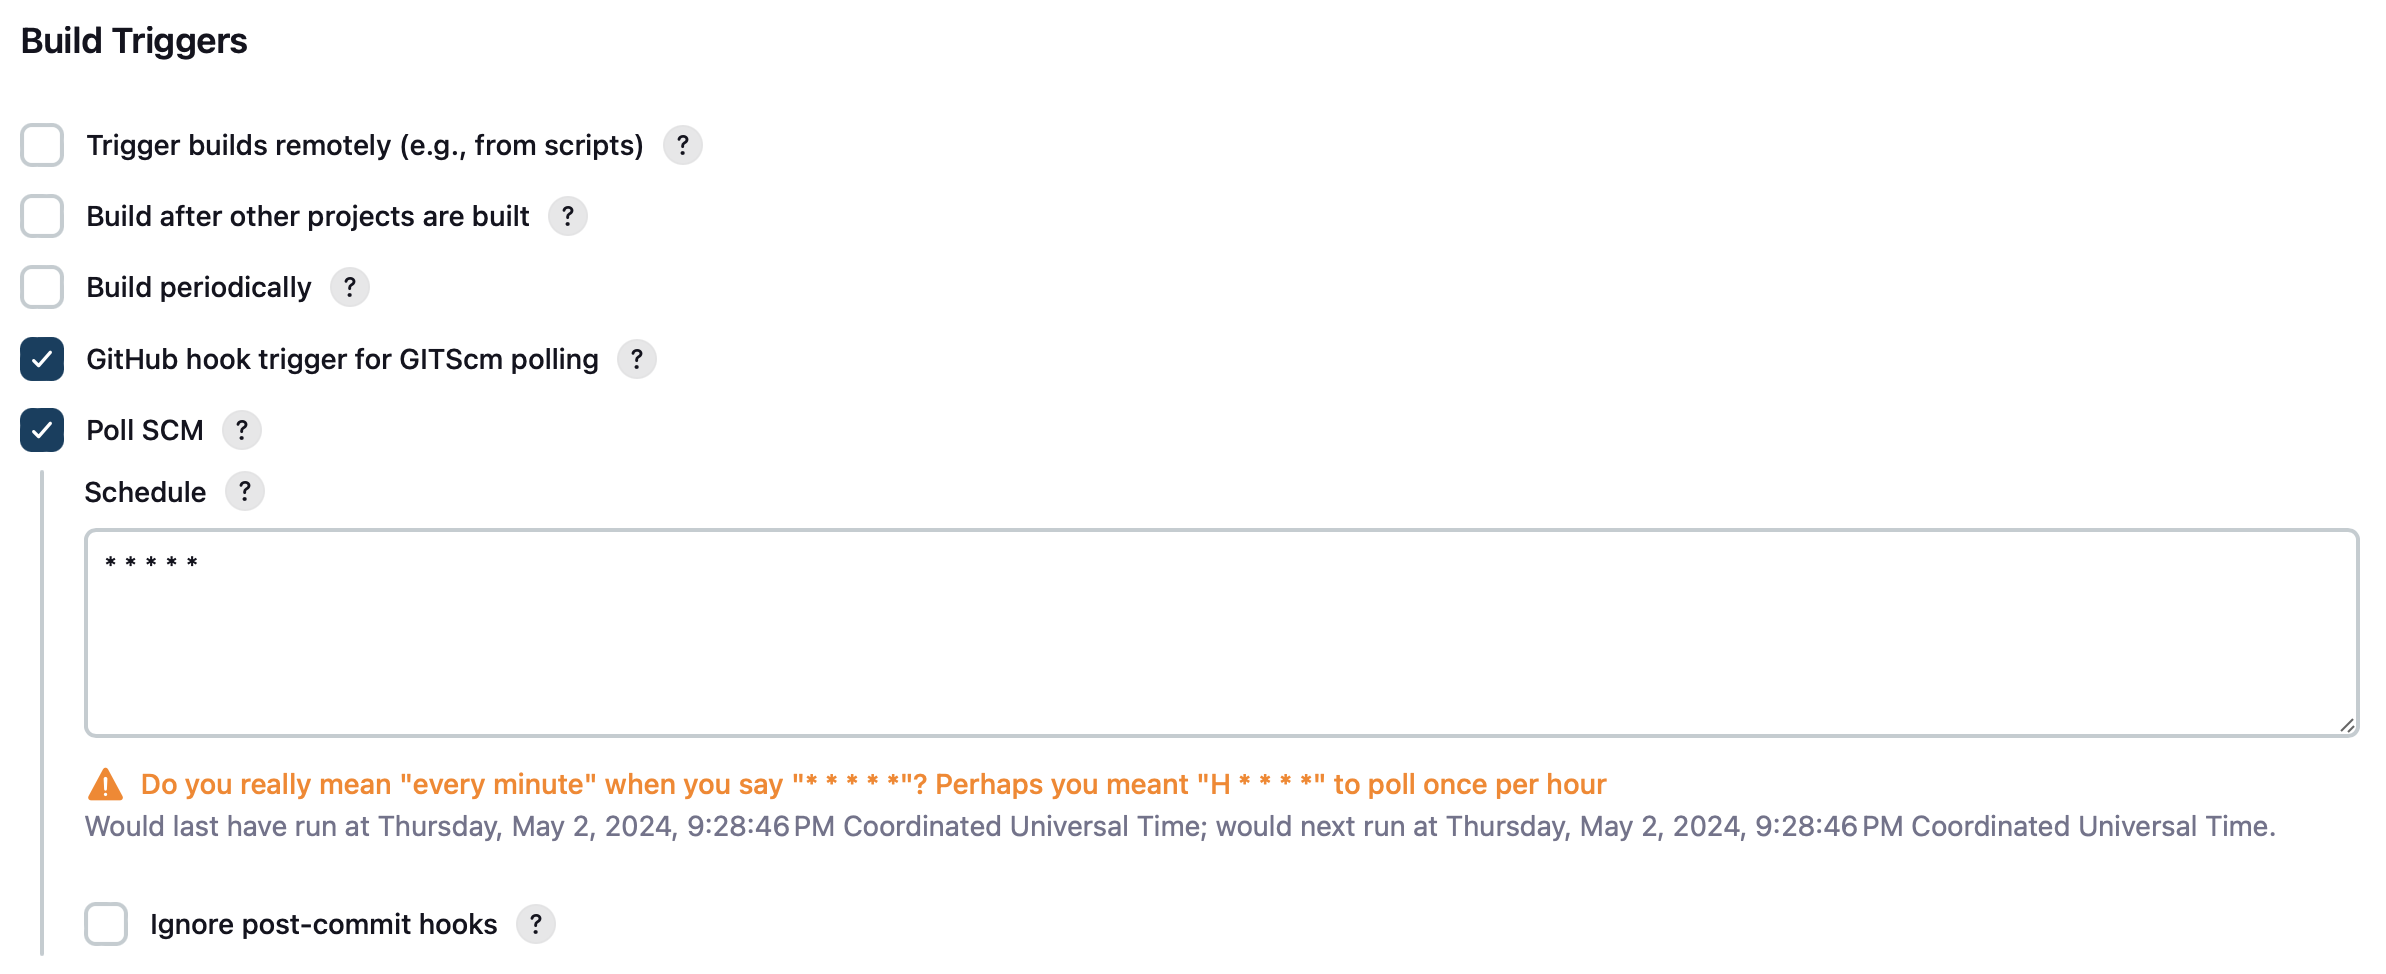 Build Triggers
Trigger builds remotely (e.g., from scripts) ?
Build after other projects are built ?
Build periodically ?
GitHub hook trigger for GITScm polling ?
Poll SCM ?
Schedule ?
* * * * *
Do you really mean "every minute" when you say "* * * * *"? Perhaps you meant "H * * * *" to poll once per hour
Would last have run at Thursday, May 2, 2024, 9:28:46 PM Coordinated Universal Time; would next run at Thursday, May 2, 2024, 9:28:46 PM Coordinated Universal Time.
Ignore post-commit hooks ?